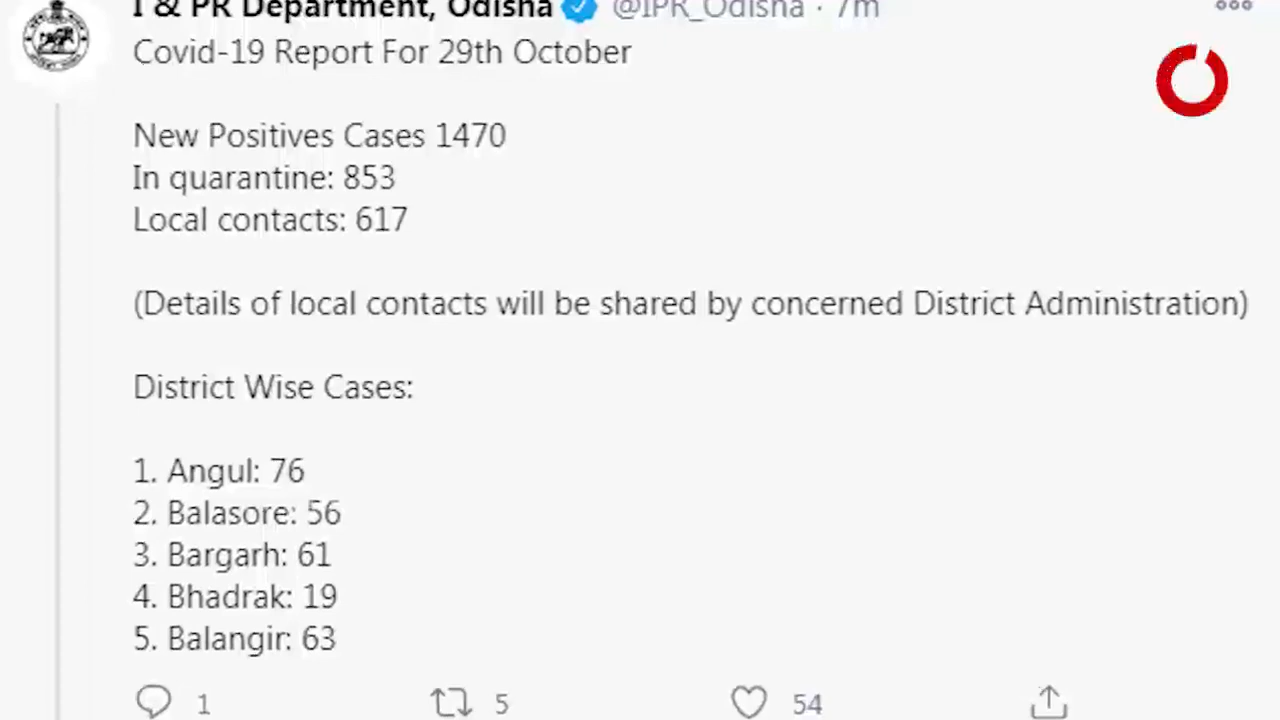 I & PR Department, Odisha @IPR_Odisha · 7m
Covid-19 Report For 29th October
New Positives Cases 1470
In quarantine: 853
Local contacts: 617
(Details of local contacts will be shared by concerned District Administration)
District Wise Cases:
1. Angul: 76
2. Balasore: 56
3. Bargarh: 61
4. Bhadrak: 19
5. Balangir: 63
1 5 54